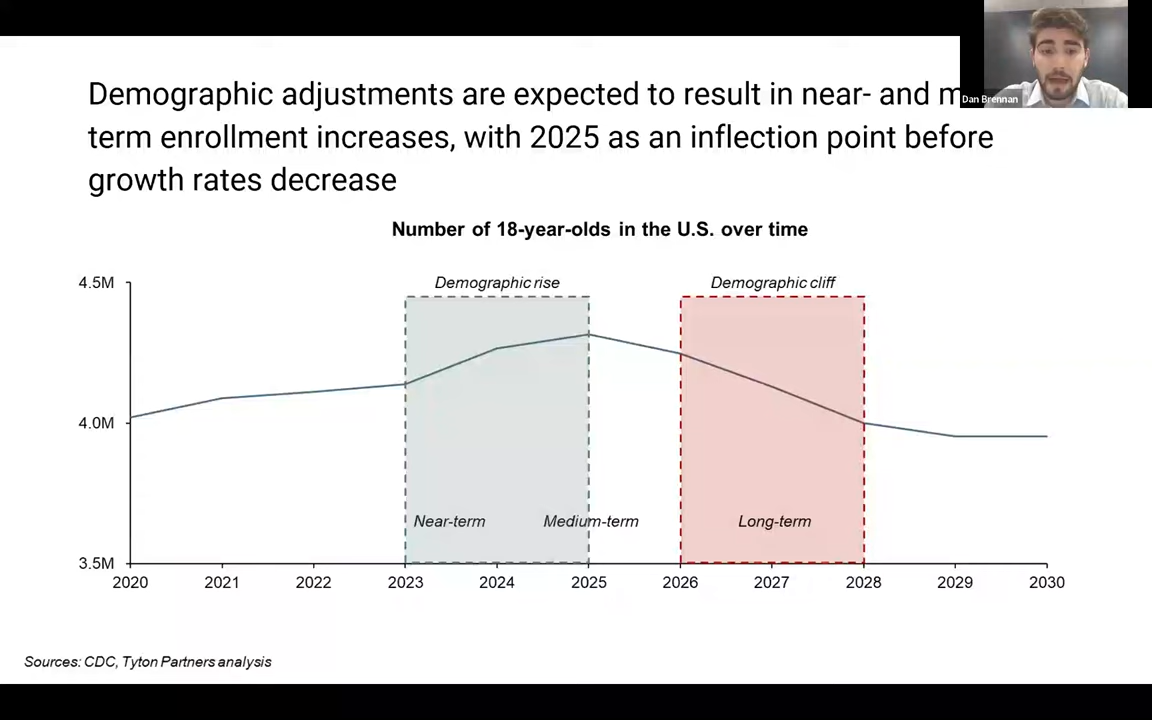 Demographic adjustments are expected to result in near- and
term enrollment increases, with 2025 as an inflection point before
growth rates decrease
Dan Brennan
Number of 18-year-olds in the U.S. over time
4.5M
Demographic rise
Demographic cliff
4.0M
Near-term
Medium-term
Long-term
3.5M
2020 2021 2022 2023 2024 2025 2026 2027 2028 2029 2030
Sources: CDC, Tyton Partners analysis